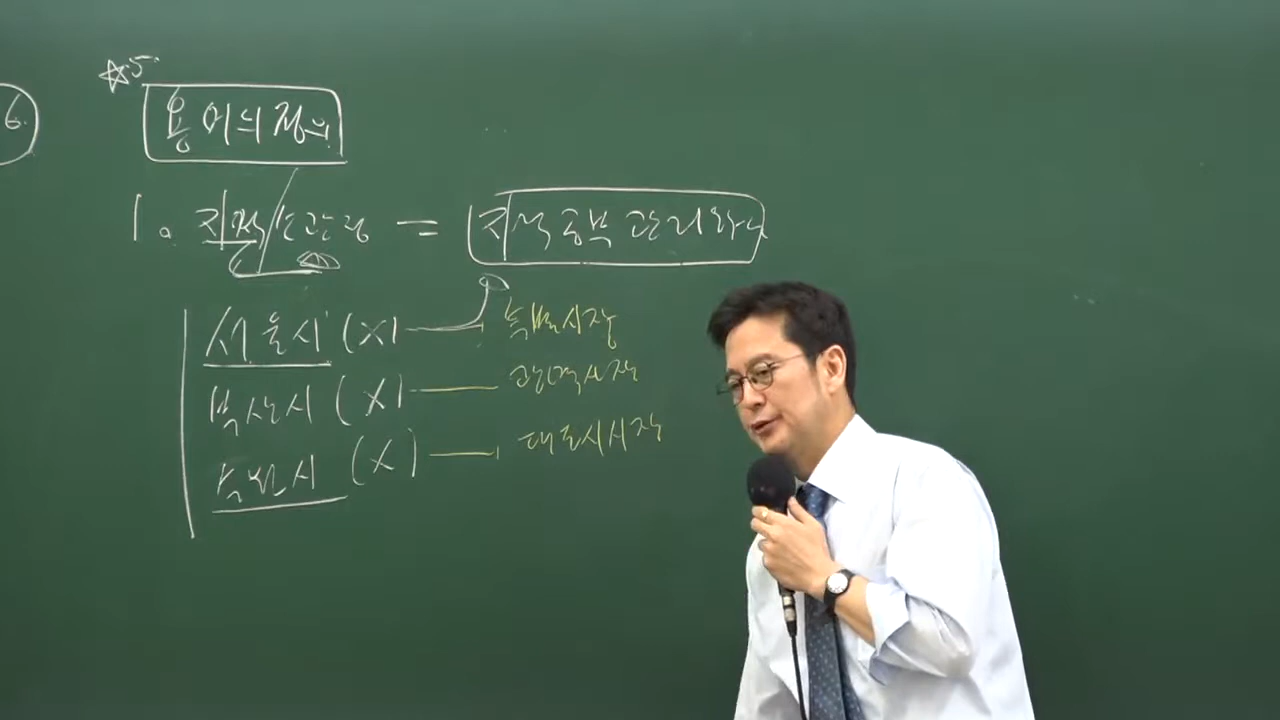 6.
☆5
용어의 정의
1. 지적소관청 = 지적공부 관리하는
서울시 (X) 특별시장
부산시 (X) 광역시장
수원시 (X) 대도시시장